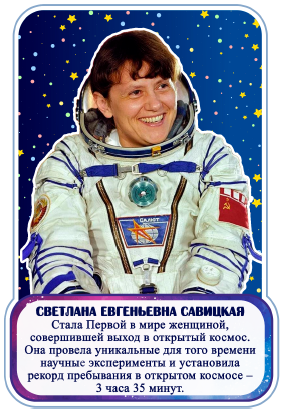 САЛЮТ
СВЕТЛАНА ЕВГЕНЬЕВНА САВИЦКАЯ
Стала Первой в мире женщиной,
совершившей выход в открытый космос.
Она провела уникальные для того времени
научные эксперименты и установила
рекорд пребывания в открытом космосе –
3 часа 35 минут.